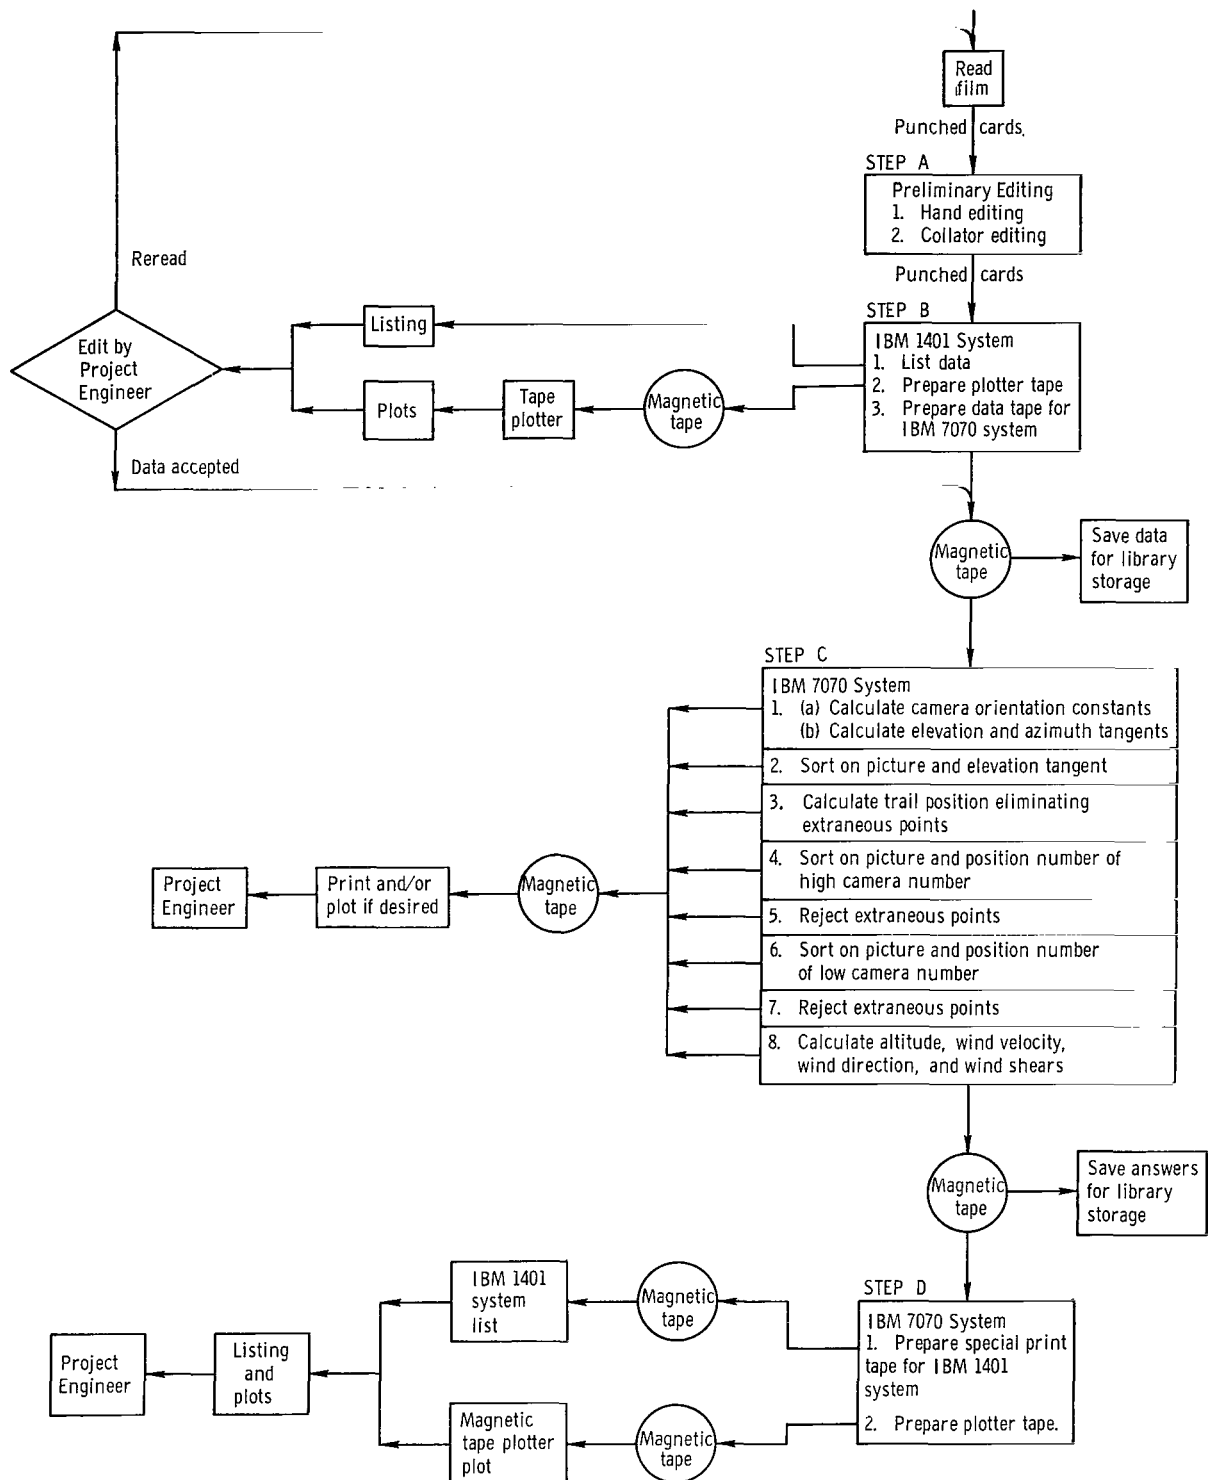 Read
film
Punched cards.
STEP A
Preliminary Editing
1. Hand editing
2. Collator editing
Punched cards
Reread
STEP B
IBM 1401 System
1. List data
2. Prepare plotter tape
3. Prepare data tape for
IBM 7070 system
Listing
Edit by
Project
Engineer
Plots
Tape
plotter
Magnetic
tape
Data accepted
Magnetic
tape
Save data
for library
storage
STEP C
IBM 7070 System
1. (a) Calculate camera orientation constants
(b) Calculate elevation and azimuth tangents
2. Sort on picture and elevation tangent
3. Calculate trail position eliminating
extraneous points
4. Sort on picture and position number of
high camera number
5. Reject extraneous points
6. Sort on picture and position number
of low camera number
7. Reject extraneous points
8. Calculate altitude, wind velocity,
wind direction, and wind shears
Project
Engineer
Print and/or
plot if desired
Magnetic
tape
Magnetic
tape
Save answers
for library
storage
STEP D
IBM 7070 System
1. Prepare special print
tape for IBM 1401
system
2. Prepare plotter tape.
IBM 1401
system
list
Magnetic
tape
Project
Engineer
Listing
and
plots
Magnetic
tape plotter
plot
Magnetic
tape